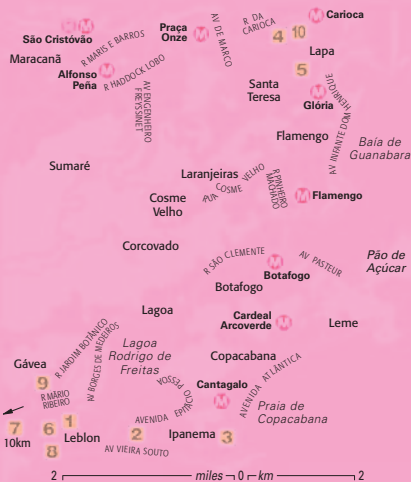 M M
M
São Cristóvão
R MARIS E BARROS
Maracanã
Alfonso
Peña
M
R HADDOCK LOBO
AV ENGENHEIRO
FREYSSINET
Praça
Onze
M
AV DE MARCO
R DA
CARIOCA
4 10
M
Carioca
Lapa
5
Santa
Teresa
M
Glória
AV INFANTE DOM
HENRIQUE
Flamengo
Baía de
Guanabara
Sumaré
Laranjeiras
PUA COSME VELHO
R PINHEIRO
MACHADO
M Flamengo
Cosme
Velho
Corcovado
R SÃO CLEMENTE
M
Botafogo
AV PASTEUR
Pão de
Açúcar
Botafogo
Lagoa
Cardeal
Arcoverde
M
Leme
R JARDIM BOTÂNICO
AV BORGES DE MEDEIROS
Lagoa
Rodrigo de
Freitas
Gávea
9
R MÁRIO
RIBEIRO
Copacabana
Cantagalo
M
AVENIDA ATLÂNTICA
Praia de
Copacabana
AVENIDA EPITÁCIO PESSOA
7
10km
6
1
8
Leblon
2
Ipanema
3
AV VIEIRA SOUTO
2 miles 0 km 2